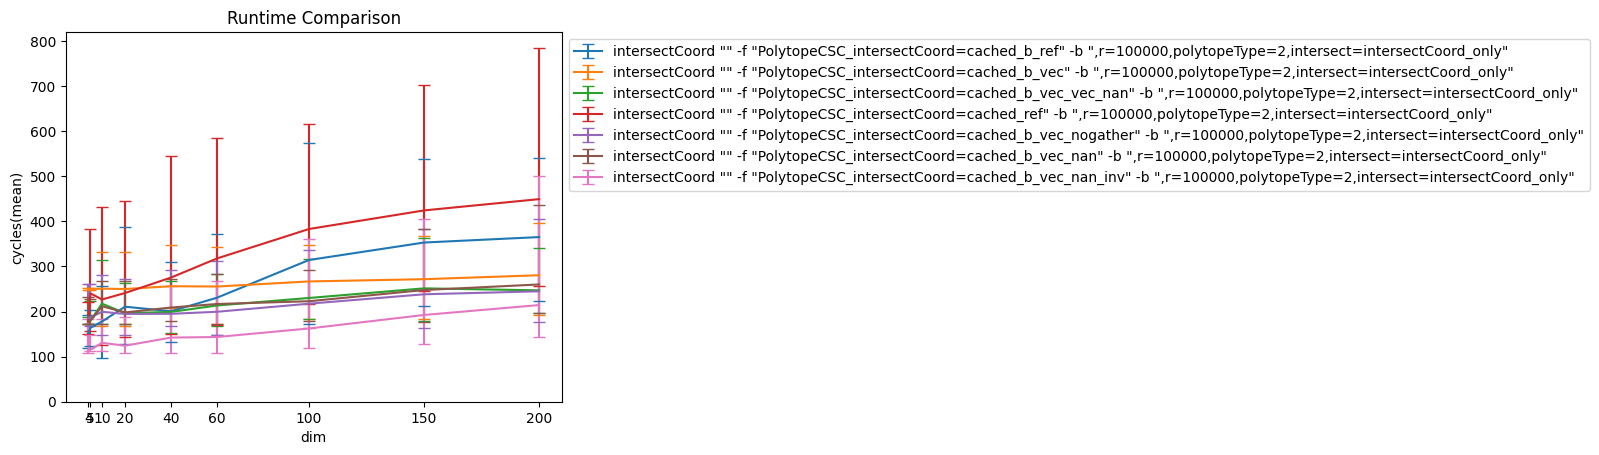 Runtime Comparison
800
700
600
500
400
300
200
100
0
cycles(mean)
4 5 10 20 40 60 100 150 200
dim
intersectCoord "" -f "PolytopeCSC_intersectCoord=cached_b_ref" -b ",r=100000,polytopeType=2,intersect=intersectCoord_only"
intersectCoord "" -f "PolytopeCSC_intersectCoord=cached_b_vec" -b ",r=100000,polytopeType=2,intersect=intersectCoord_only"
intersectCoord "" -f "PolytopeCSC_intersectCoord=cached_b_vec_vec_nan" -b ",r=100000,polytopeType=2,intersect=intersectCoord_only"
intersectCoord "" -f "PolytopeCSC_intersectCoord=cached_ref" -b ",r=100000,polytopeType=2,intersect=intersectCoord_only"
intersectCoord "" -f "PolytopeCSC_intersectCoord=cached_b_vec_nogather" -b ",r=100000,polytopeType=2,intersect=intersectCoord_only"
intersectCoord "" -f "PolytopeCSC_intersectCoord=cached_b_vec_nan" -b ",r=100000,polytopeType=2,intersect=intersectCoord_only"
intersectCoord "" -f "PolytopeCSC_intersectCoord=cached_b_vec_nan_inv" -b ",r=100000,polytopeType=2,intersect=intersectCoord_only"